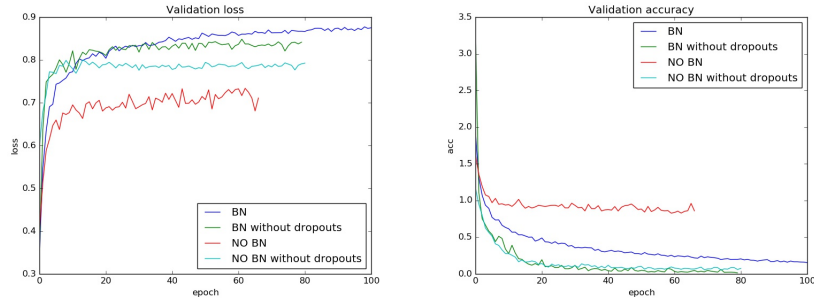 Validation loss
0.9
0.8
0.7
0.6
0.5
0.4
0.3
loss
0
20
40
60
80
100
epoch
BN
BN without dropouts
NO BN
NO BN without dropouts
Validation accuracy
3.5
3.0
2.5
2.0
1.5
1.0
0.5
0.0
acc
0
20
40
60
80
100
epoch
BN
BN without dropouts
NO BN
NO BN without dropouts